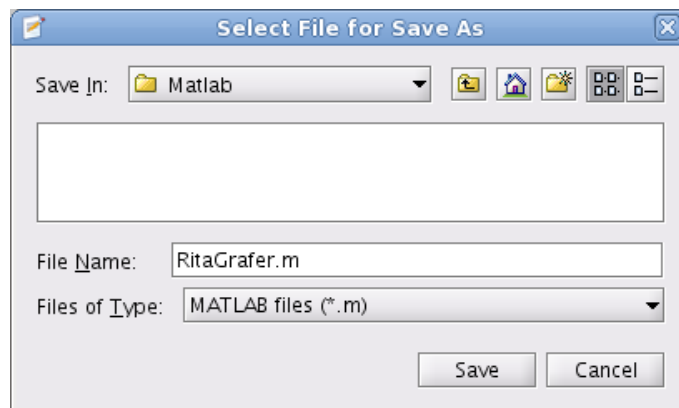 Select File for Save As
Save In: Matlab
File Name: RitaGrafer.m
Files of Type: MATLAB files (*.m)
Save Cancel